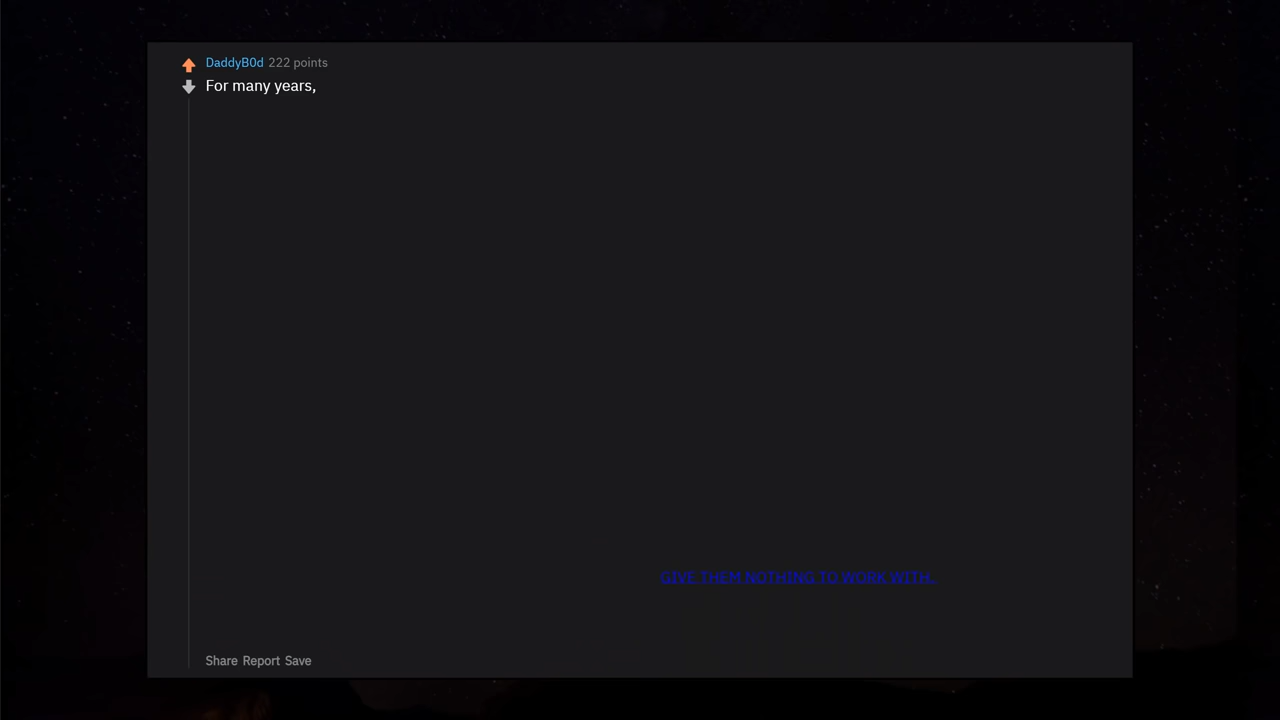 DaddyB0d 222 points
For many years,
GIVE THEM NOTHING TO WORK WITH.
Share Report Save